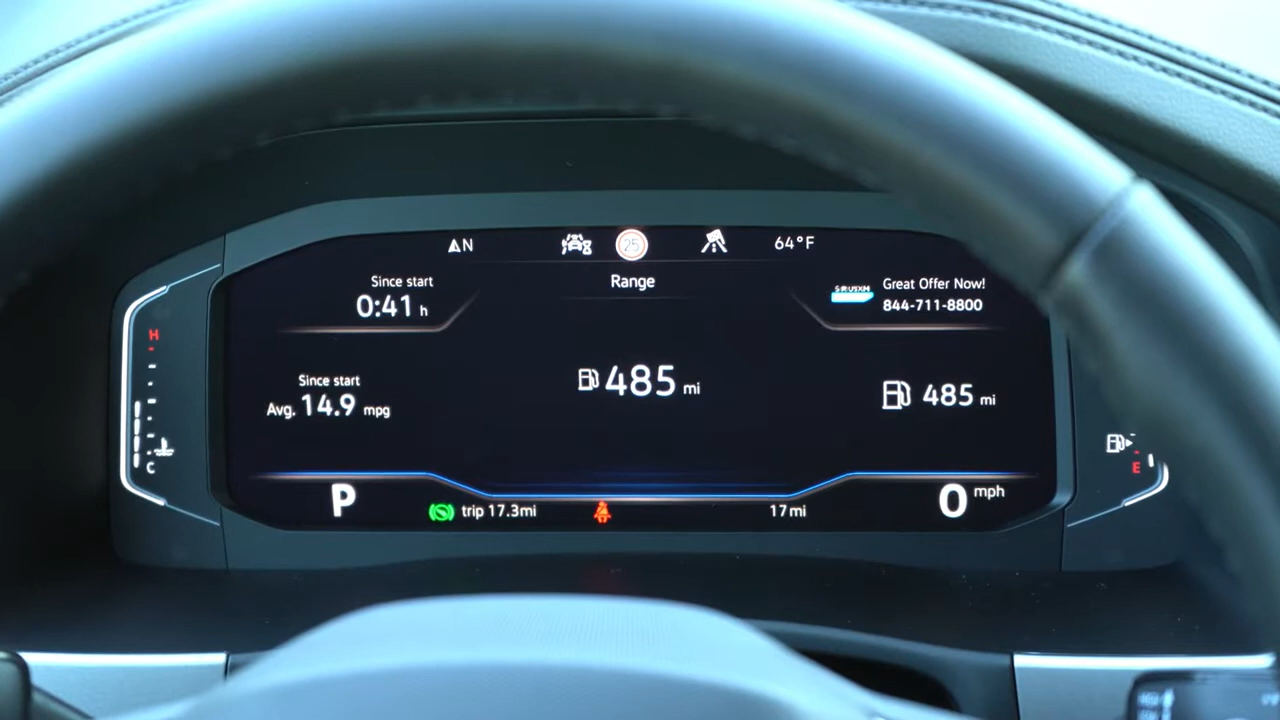 N
25
64°F
Since start
0:41 h
Range
SIRIUSXM
Great Offer Now!
844-711-8800
H
Since start
Avg. 14.9 mpg
485 mi
485 mi
C
E
P
trip 17.3mi
17 mi
0 mph